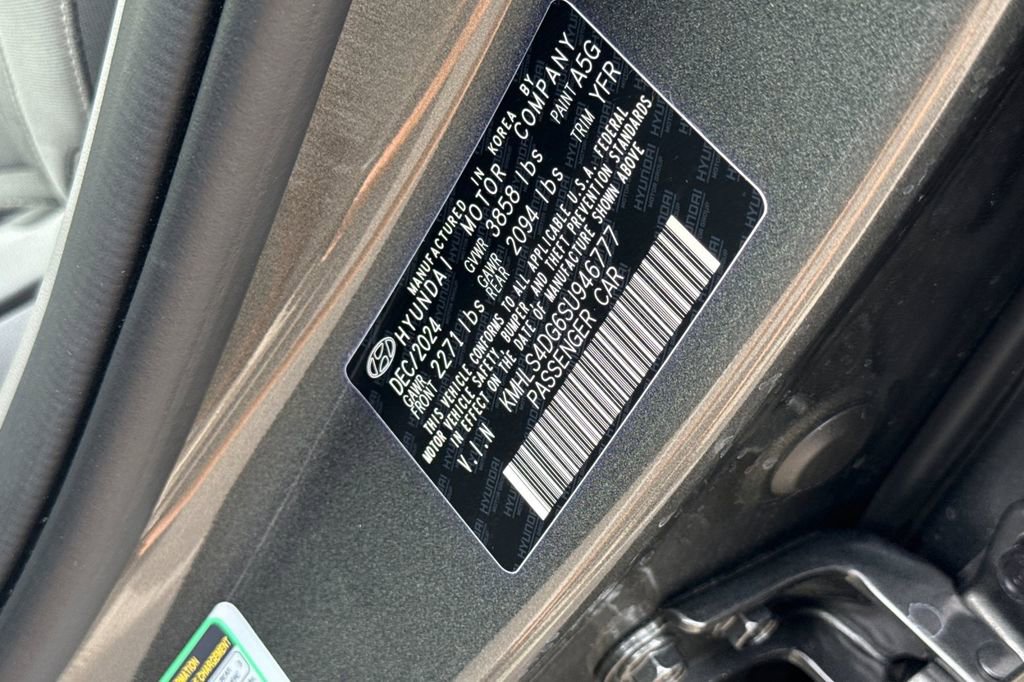 MANUFACTURED IN KOREA BY
HYUNDAI MOTOR COMPANY
DEC/2024 GVWR 3858 lbs PAINT A5G
GAWR FRONT 2271 lbs GAWR REAR 2094 lbs TRIM YFR
THIS VEHICLE CONFORMS TO ALL APPLICABLE U.S.A. FEDERAL
MOTOR VEHICLE SAFETY, BUMPER, AND THEFT PREVENTION STANDARDS
IN EFFECT ON THE DATE OF MANUFACTURE SHOWN ABOVE
V.I.N KMHLS4DG6SU946777
PASSENGER CAR